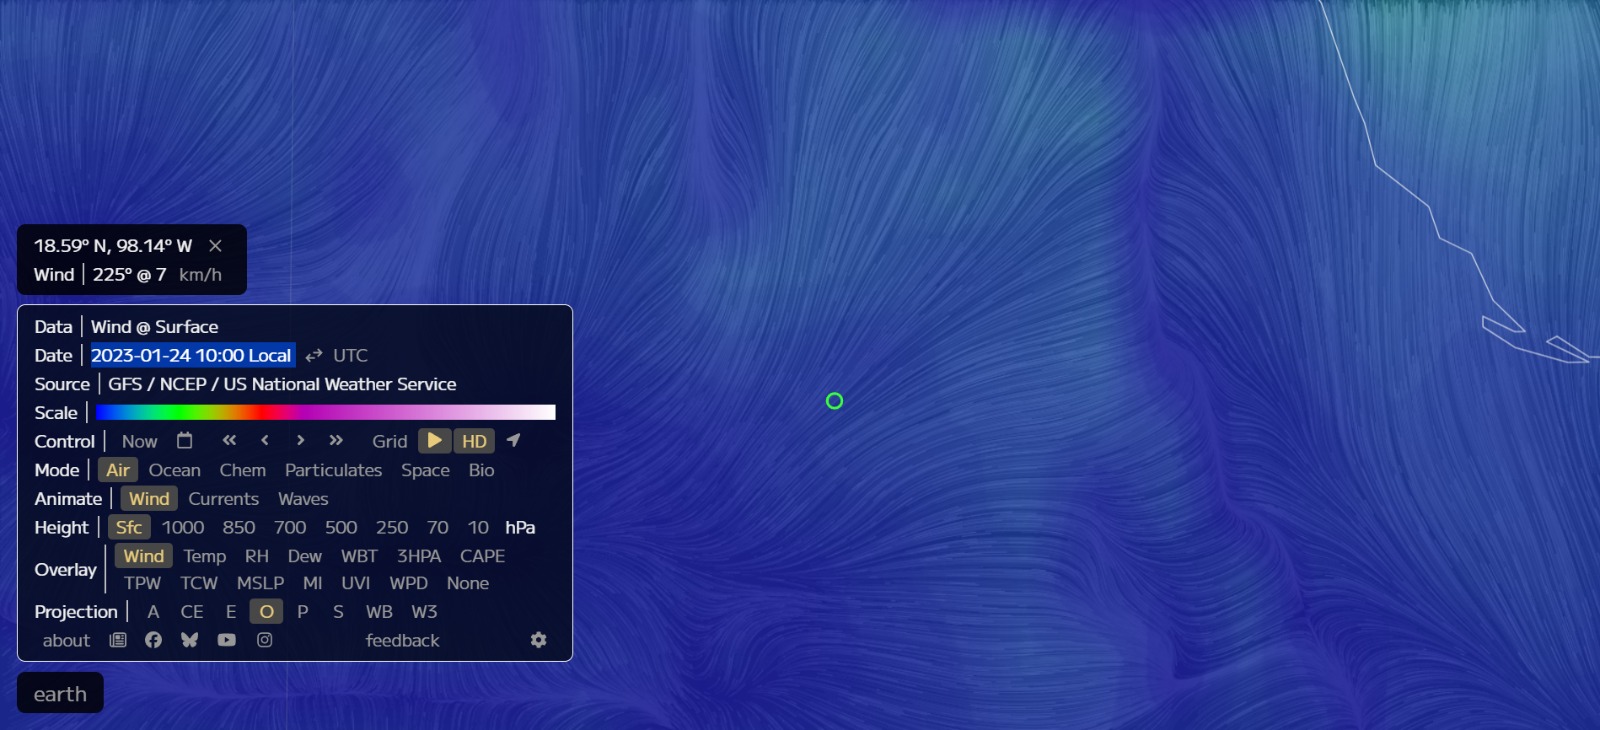 18.59° N, 98.14° W ×
Wind | 225° @ 7 km/h
Data | Wind @ Surface
Date | 2023-01-24 10:00 Local ⇄ UTC
Source | GFS / NCEP / US National Weather Service
Scale |
Control | Now « ‹ › » Grid HD
Mode | Air Ocean Chem Particulates Space Bio
Animate | Wind Currents Waves
Height | Sfc 1000 850 700 500 250 70 10 hPa
Overlay | Wind Temp RH Dew WBT 3HPA CAPE
TPW TCW MSLP MI UVI WPD None
Projection | A CE E O P S WB W3
about feedback
earth